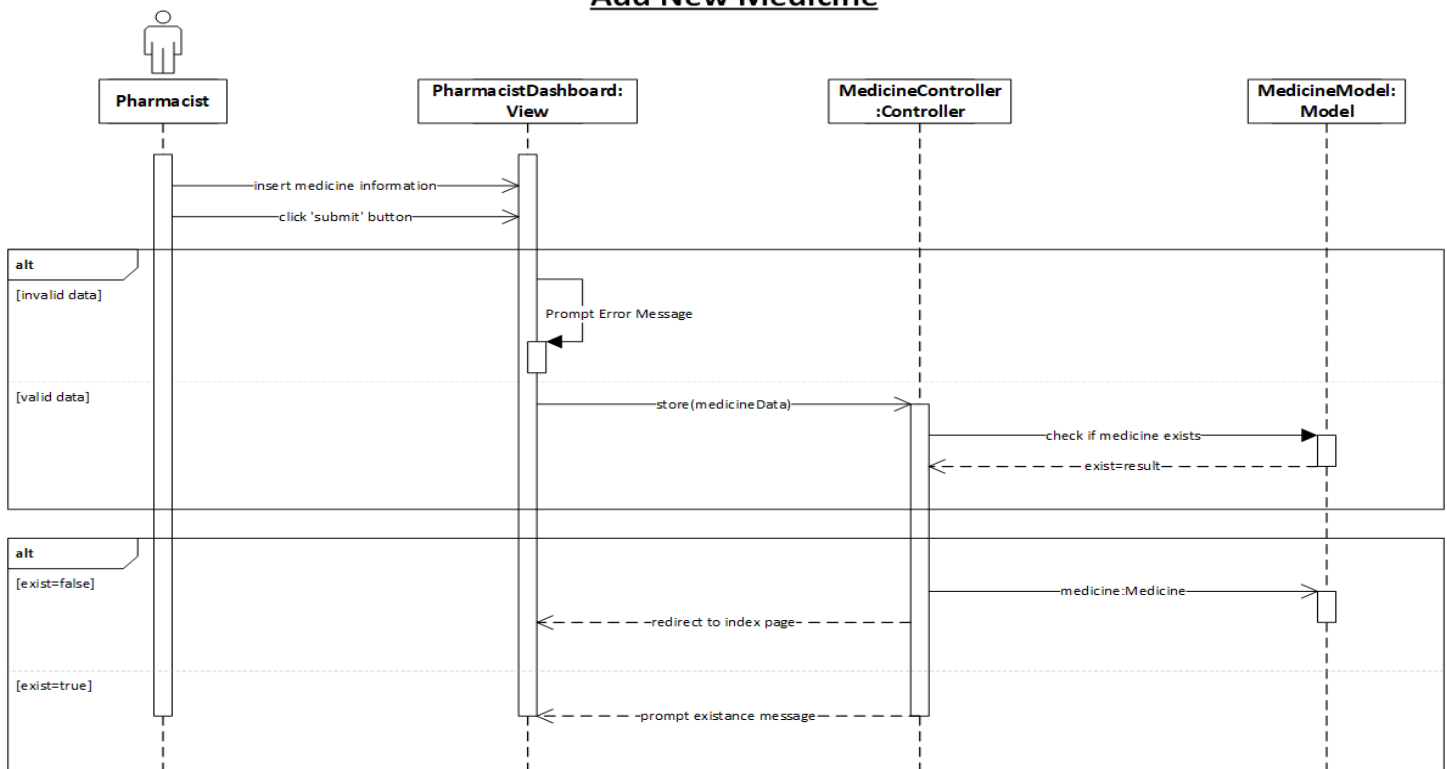 Add New Medicine
Pharmacist
PharmacistDashboard:
View
MedicineController
:Controller
MedicineModel:
Model
insert medicine information
click 'submit' button
alt
[invalid data]
Prompt Error Message
[valid data]
store(medicineData)
check if medicine exists
exist=result
alt
[exist=false]
medicine:Medicine
redirect to index page
[exist=true]
prompt existance message